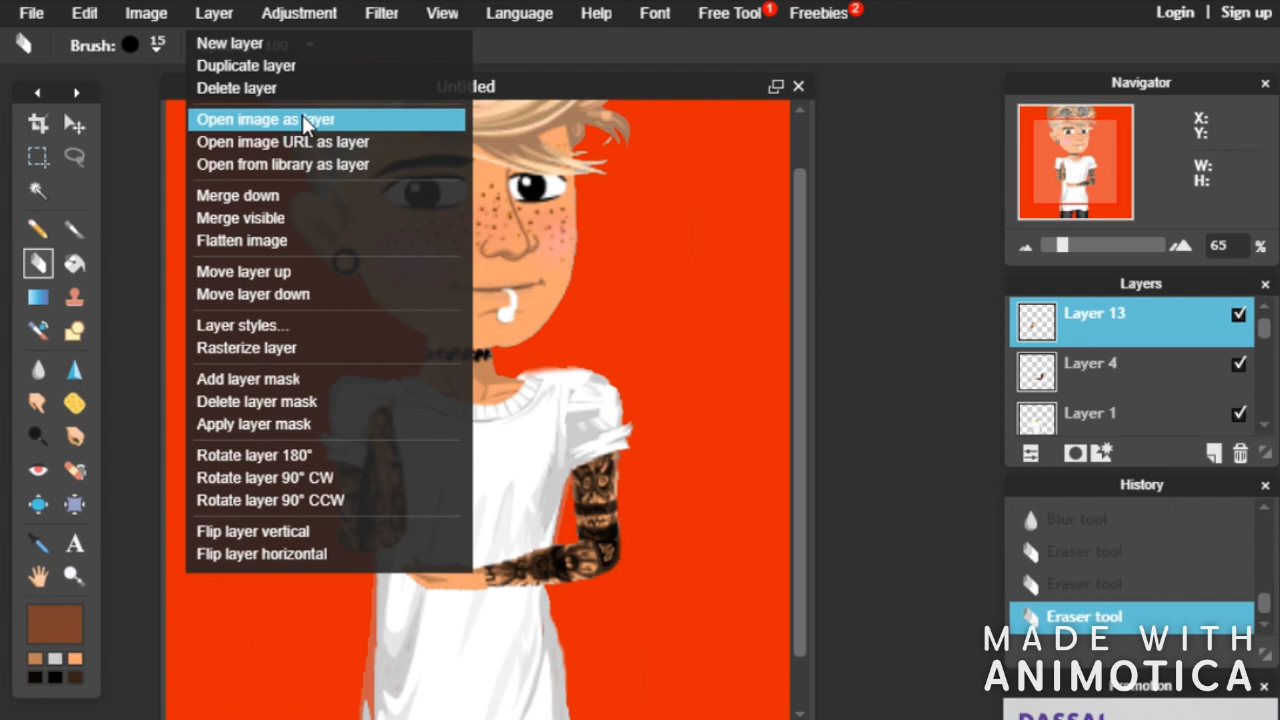 File Edit Image Layer Adjustment Filter View Language Help Font Free Tool 1 Freebies 2 Login | Sign up
Brush: 15 100
New layer
Duplicate layer
Delete layer
Open image as layer
Open image URL as layer
Open from library as layer
Merge down
Merge visible
Flatten image
Move layer up
Move layer down
Layer styles...
Rasterize layer
Add layer mask
Delete layer mask
Apply layer mask
Rotate layer 180°
Rotate layer 90° CW
Rotate layer 90° CCW
Flip layer vertical
Flip layer horizontal
Untitled
A
Navigator
X:
Y:
W:
H:
65 %
Layers
Layer 13
Layer 4
Layer 1
History
Blur tool
Eraser tool
Eraser tool
Eraser tool
MADE WITH
ANIMOTICA
Promotion